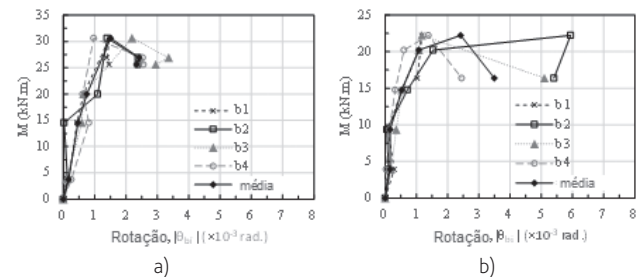 35
30
25
20
15
10
5
0
M (kN.m)
b1
b2
b3
b4
média
0 1 2 3 4 5 6 7 8
Rotação, |θbi| (×10⁻³ rad.)
a)
25
20
15
10
5
0
M (kN.m)
b1
b2
b3
b4
média
0 1 2 3 4 5 6 7 8
Rotação, |θbi| (×10⁻³ rad.)
b)